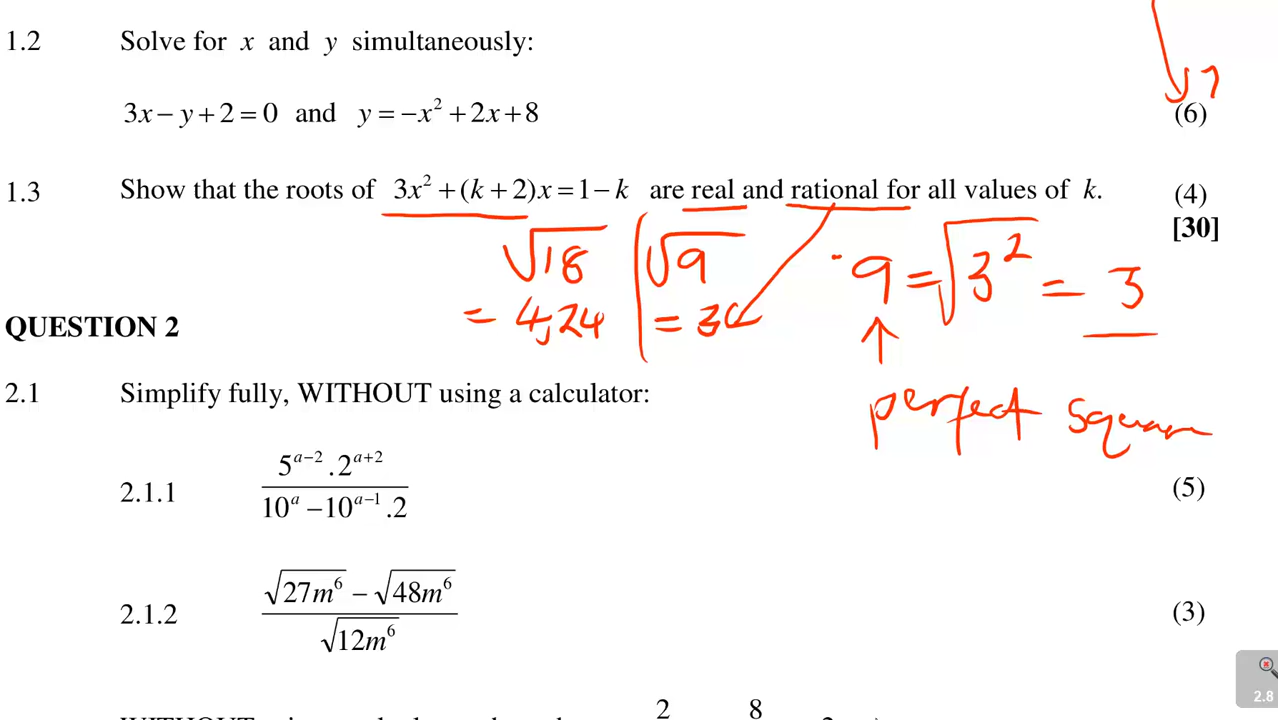 1.2 Solve for x and y simultaneously:
3x − y + 2 = 0 and y = −x² + 2x + 8 (6)
1.3 Show that the roots of 3x² + (k + 2)x = 1 − k are real and rational for all values of k. (4)
[30]
√18 | √9 · 9 = √3² = 3
= 4,24 | = 3
↑
perfect square
QUESTION 2
2.1 Simplify fully, WITHOUT using a calculator:
2.1.1 (5^(a−2) . 2^(a+2)) / (10^a − 10^(a−1) . 2) (5)
2.1.2 (√27m⁶ − √48m⁶) / √12m⁶ (3)
2 8
2.8